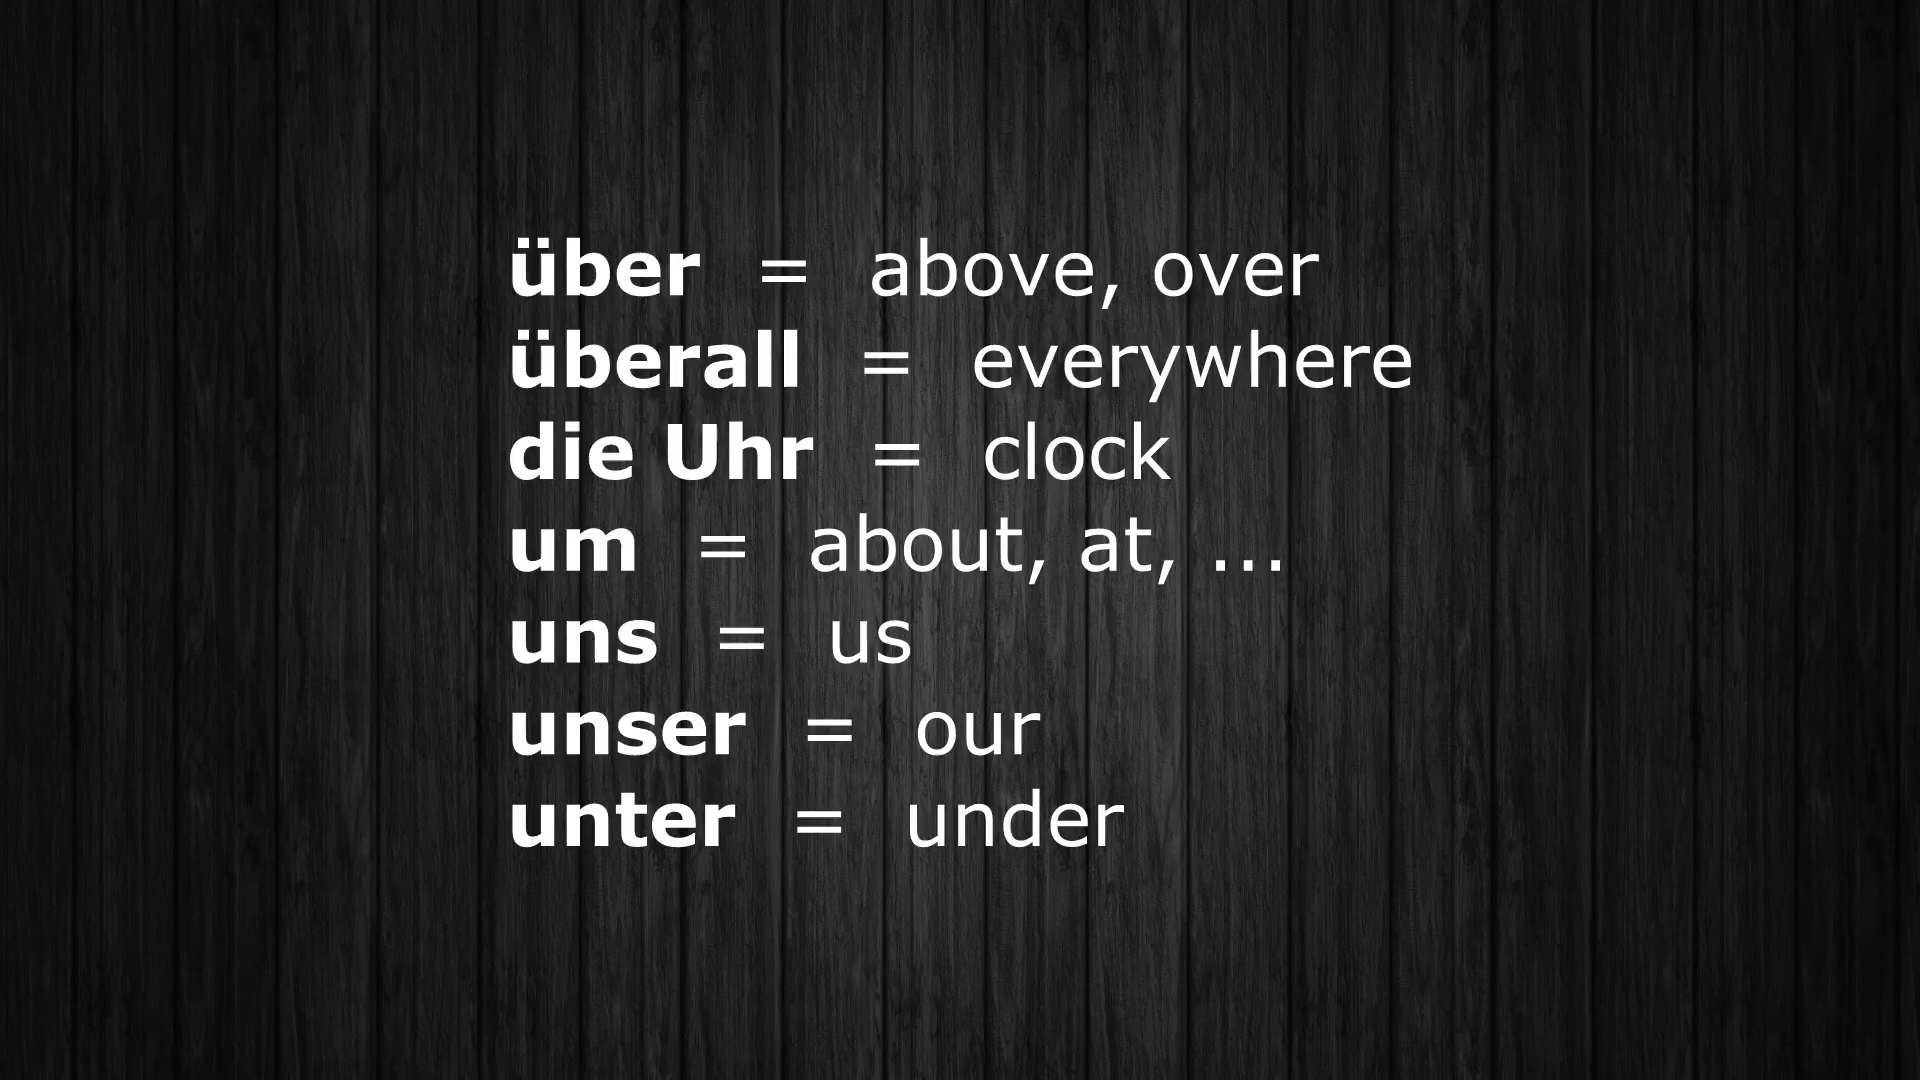 über = above, over
überall = everywhere
die Uhr = clock
um = about, at, ...
uns = us
unser = our
unter = under